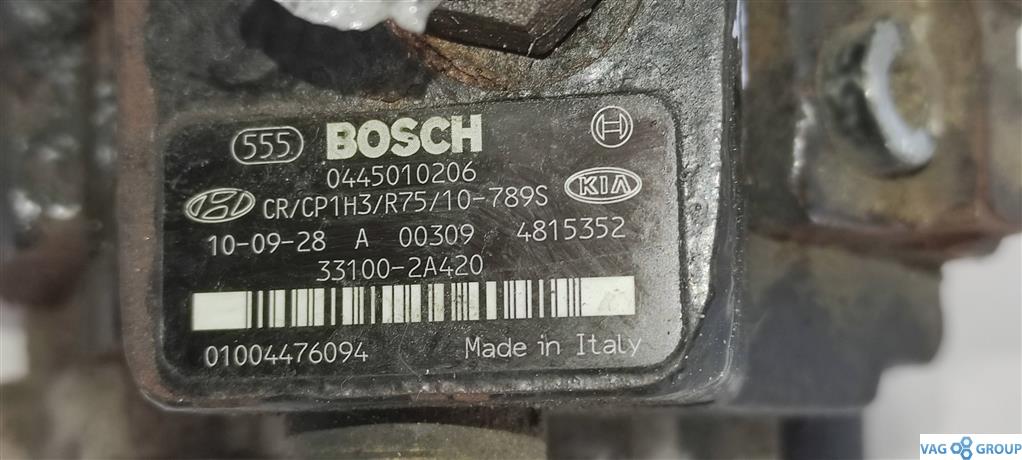 555 BOSCH
0445010206
CR/CP1H3/R75/10-789S KIA
10-09-28 A 00309 4815352
33100-2A420
01004476094 Made in Italy
VAG GROUP